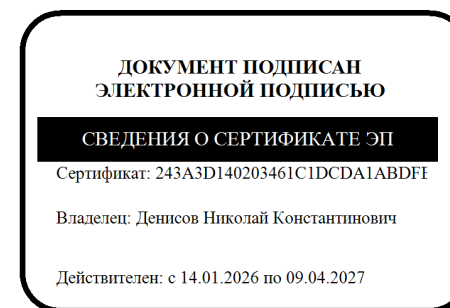 ДОКУМЕНТ ПОДПИСАН
ЭЛЕКТРОННОЙ ПОДПИСЬЮ
СВЕДЕНИЯ О СЕРТИФИКАТЕ ЭП
Сертификат: 243A3D140203461C1DCDA1ABDFE
Владелец: Денисов Николай Константинович
Действителен: с 14.01.2026 по 09.04.2027